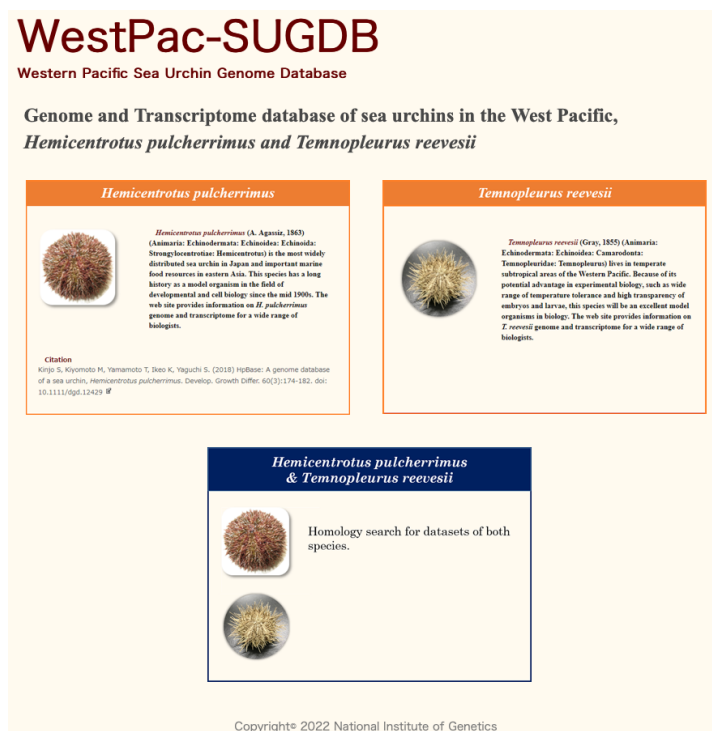 WestPac-SUGDB
Western Pacific Sea Urchin Genome Database
Genome and Transcriptome database of sea urchins in the West Pacific,
Hemicentrotus pulcherrimus and Temnopleurus reevesii
Hemicentrotus pulcherrimus
Hemicentrotus pulcherrimus (A. Agassiz, 1863)
(Animaria: Echinodermata: Echinoidea: Echinoida:
Strongylocentrotiae: Hemicentrotus) is the most widely
distributed sea urchin in Japan and important marine
food resources in eastern Asia. This species has a long
history as a model organism in the field of
developmental and cell biology since the mid 1900s. The
web site provides information on H. pulcherrimus
genome and transcriptome for a wide range of
biologists.
Citation
Kinjo S, Kiyomoto M, Yamamoto T, Ikeo K, Yaguchi S. (2018) HpBase: A genome database
of a sea urchin, Hemicentrotus pulcherrimus. Develop. Growth Differ. 60(3):174-182. doi:
10.1111/dgd.12429
Temnopleurus reevesii
Temnopleurus reevesii (Gray, 1855) (Animaria:
Echinodermata: Echinoidea: Camarodonta:
Temnopleuridae: Temnopleurus) lives in temperate
subtropical areas of the Western Pacific. Because of its
potential advantage in experimental biology, such as wide
range of temperature tolerance and high transparency of
embryos and larvae, this species will be an excellent model
organisms in biology. The web site provides information on
T. reevesii genome and transcriptome for a wide range of
biologists.
Hemicentrotus pulcherrimus
& Temnopleurus reevesii
Homology search for datasets of both
species.
Copyright© 2022 National Institute of Genetics